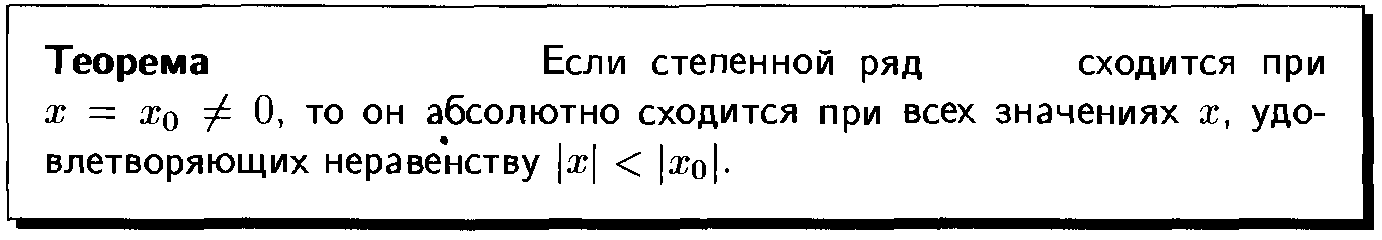 Теорема Если степенной ряд сходится при
x = x₀ ≠ 0, то он абсолютно сходится при всех значениях x, удо-
влетворяющих неравенству |x| < |x₀|.